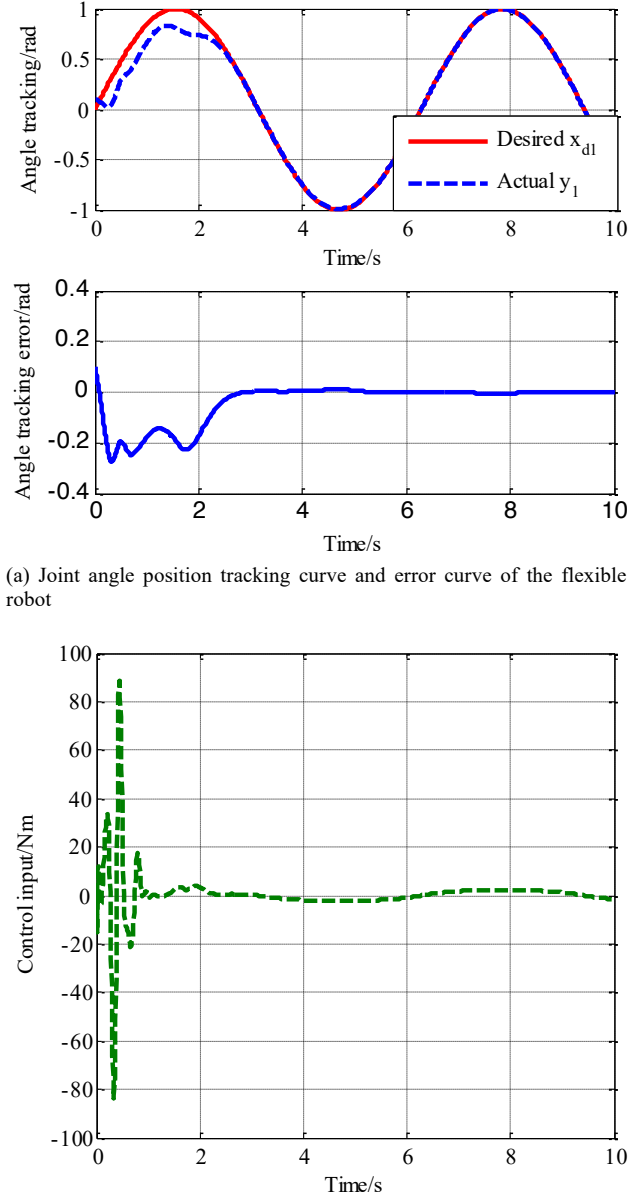 1
0.5
0
-0.5
-1
Angle tracking/rad
Desired x_d1
Actual y_1
0 2 4 6 8 10
Time/s
0.4
0.2
0
-0.2
-0.4
Angle tracking error/rad
0 2 4 6 8 10
Time/s
(a) Joint angle position tracking curve and error curve of the flexible
robot
100
80
60
40
20
0
-20
-40
-60
-80
-100
Control input/Nm
0 2 4 6 8 10
Time/s